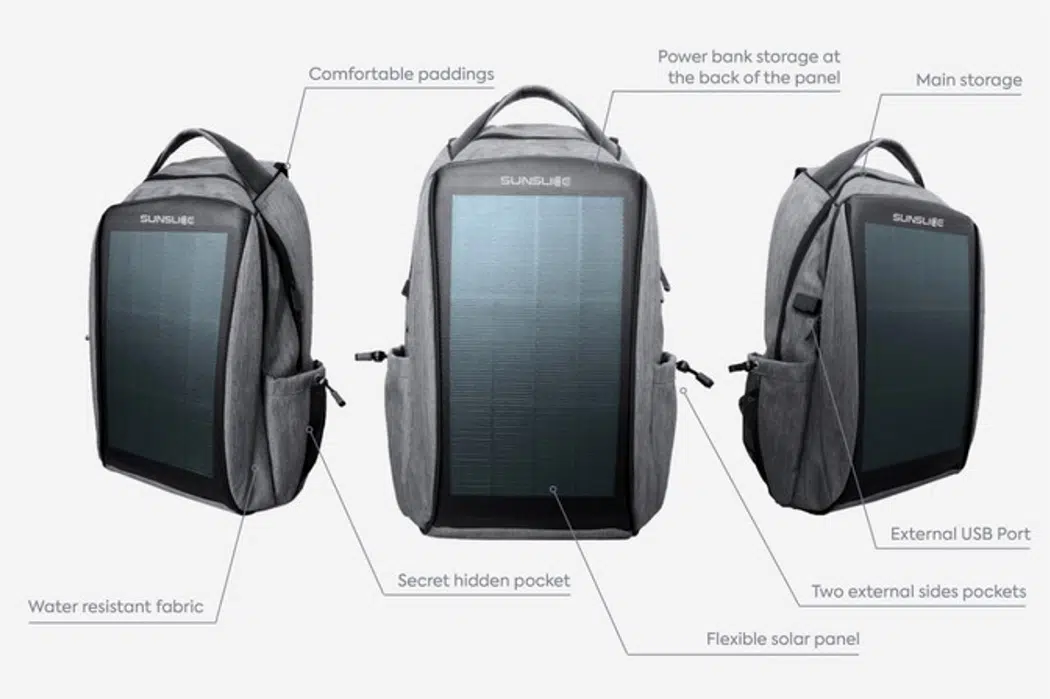 Power bank storage at
the back of the panel
Comfortable paddings
Main storage
SUNSLICE
SUNSLICE
SUNSLICE
External USB Port
Secret hidden pocket
Two external sides pockets
Water resistant fabric
Flexible solar panel